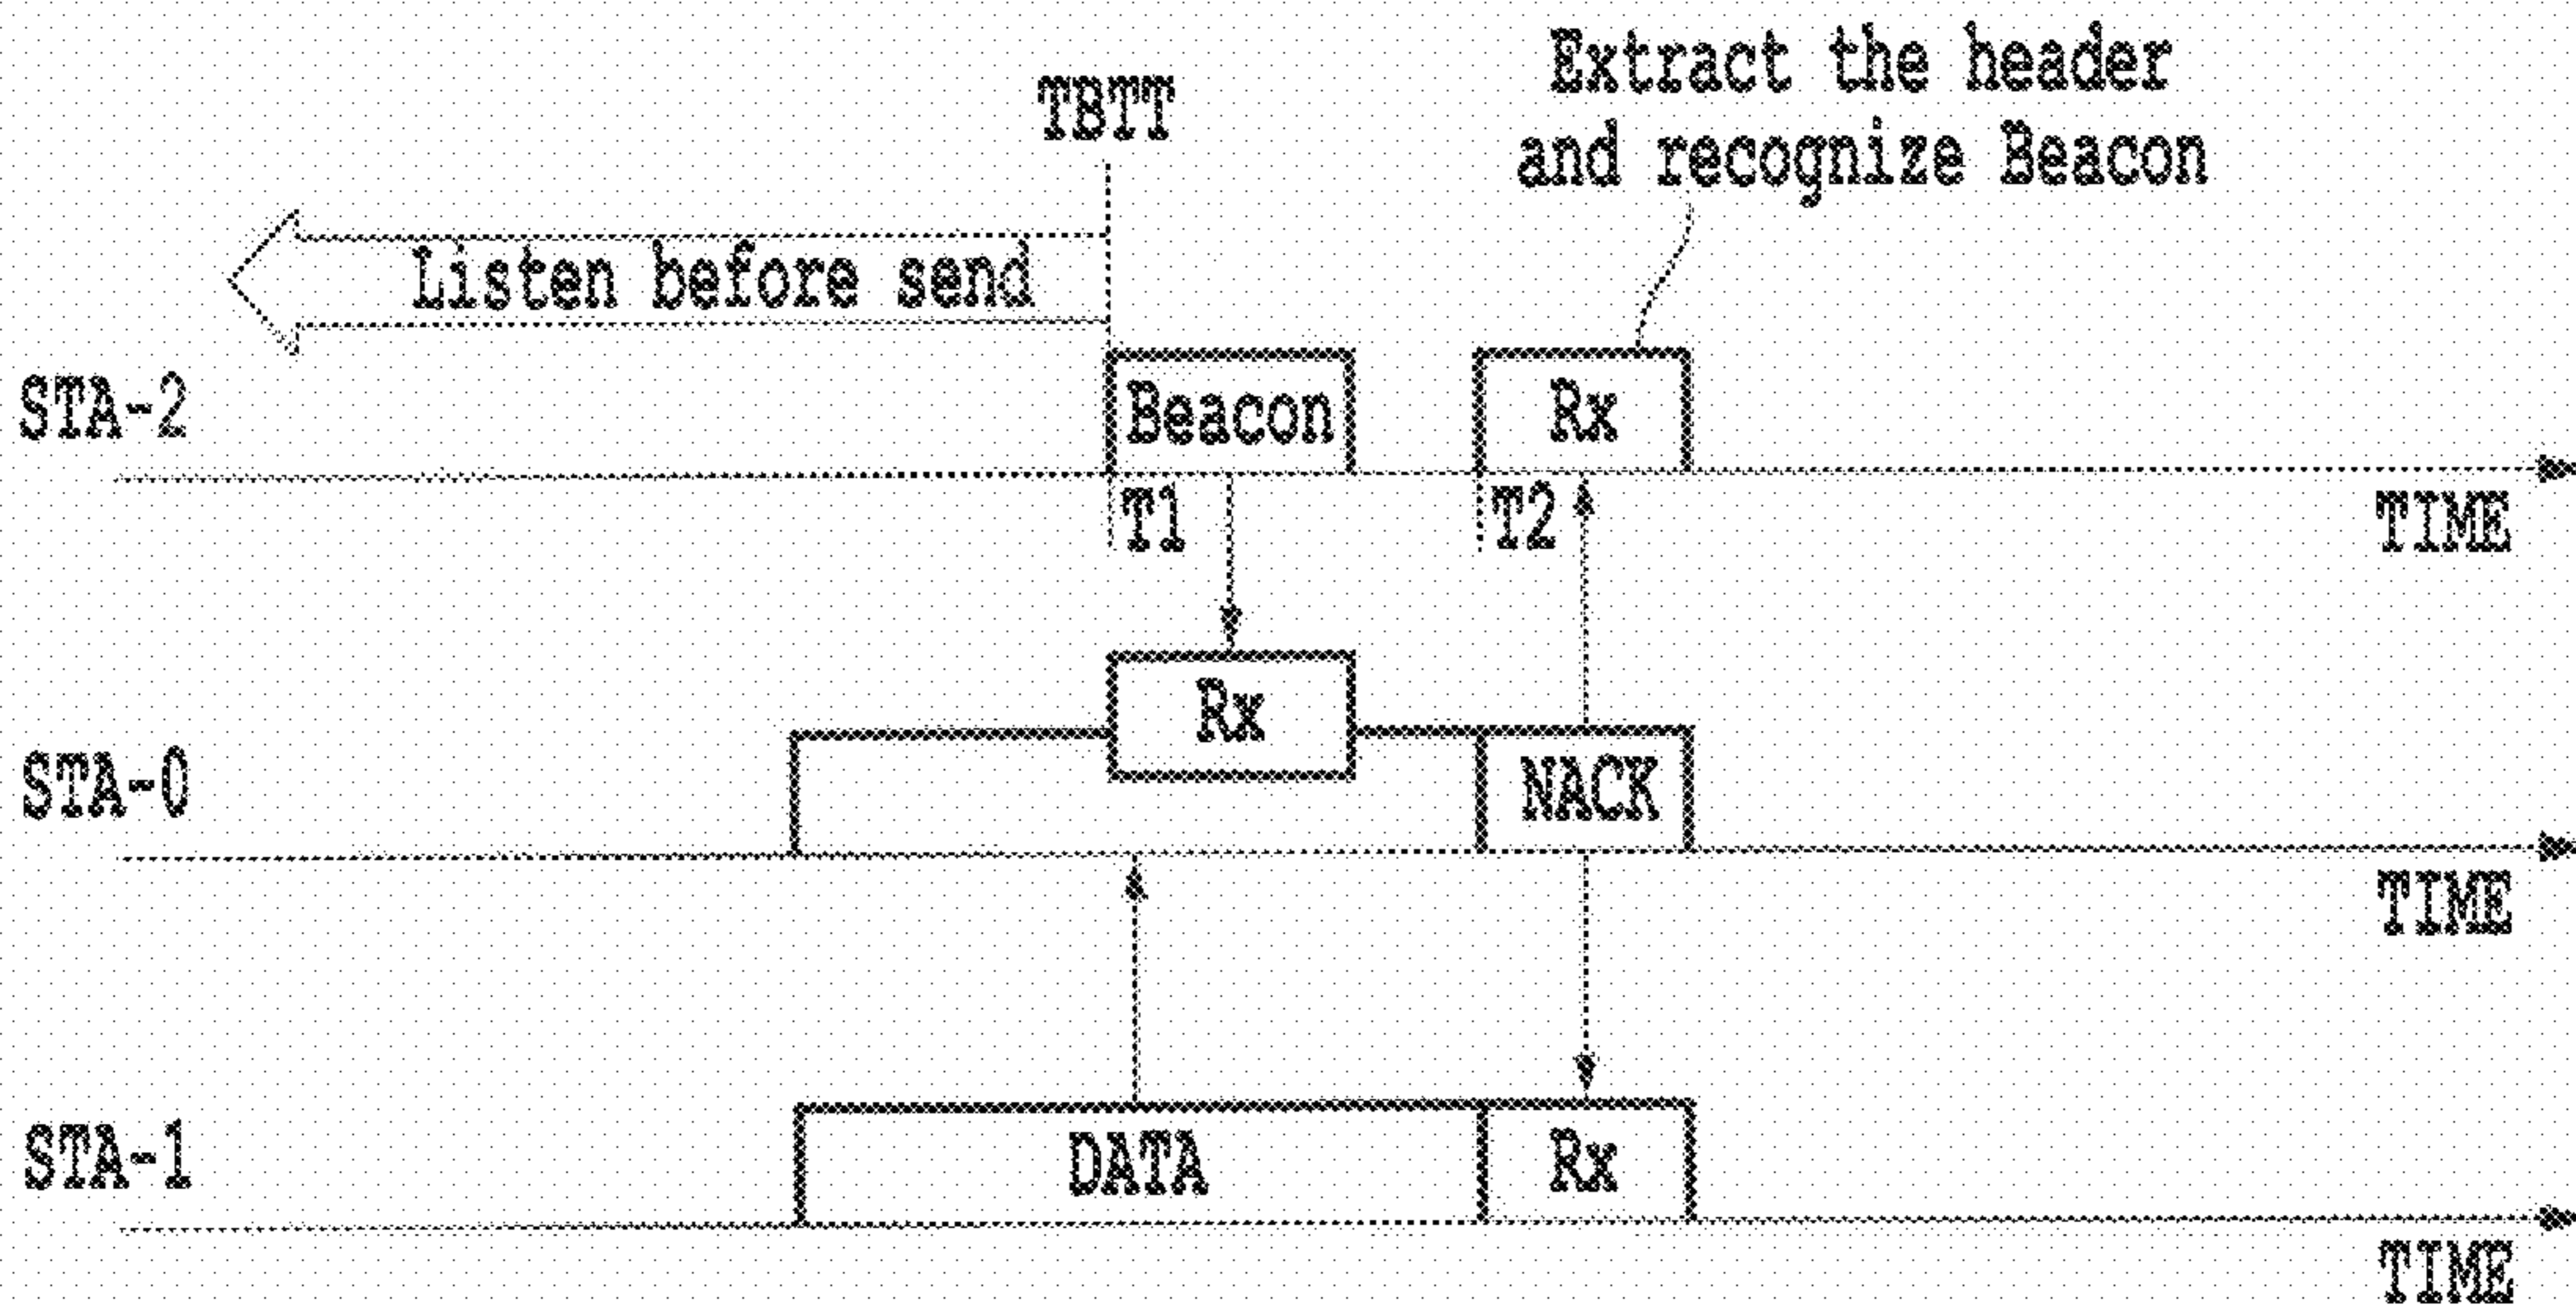 Extract the header
and recognize Beacon
TBTT
Listen before send
STA-2
Beacon
Rx
T1
T2
TIME
Rx
STA-0
NACK
TIME
STA-1
DATA
Rx
TIME